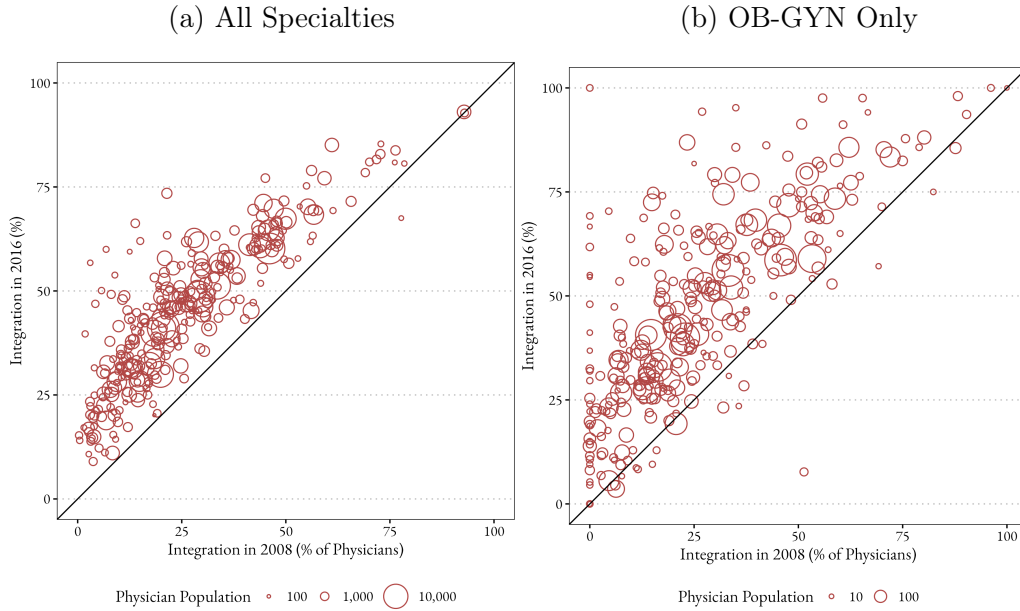 (a) All Specialties
100
75
50
25
0
Integration in 2016 (%)
0 25 50 75 100
Integration in 2008 (% of Physicians)
Physician Population 100 1,000 10,000
(b) OB-GYN Only
100
75
50
25
0
Integration in 2016 (%)
0 25 50 75 100
Integration in 2008 (% of Physicians)
Physician Population 10 100